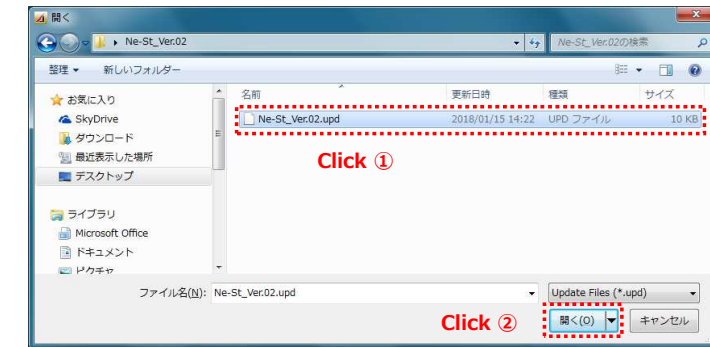 開く
Ne-St_Ver.02
Ne-St_Ver.02の検索
整理 新しいフォルダー
お気に入り
SkyDrive
ダウンロード
最近表示した場所
デスクトップ
ライブラリ
Microsoft Office
ドキュメント
ピクチャ
名前 更新日時 種類 サイズ
Ne-St_Ver.02.upd 2018/01/15 14:22 UPD ファイル 10 KB
Click ①
ファイル名(N): Ne-St_Ver.02.upd Update Files (*.upd)
Click ② 開く(O) キャンセル